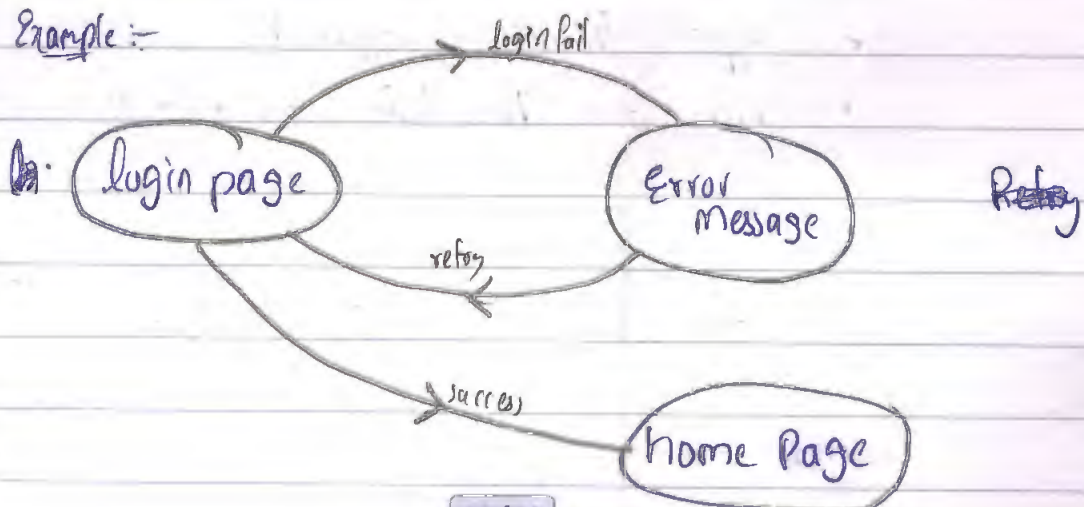 Example :-
login fail
login page
Error
Message
retry
success
home Page